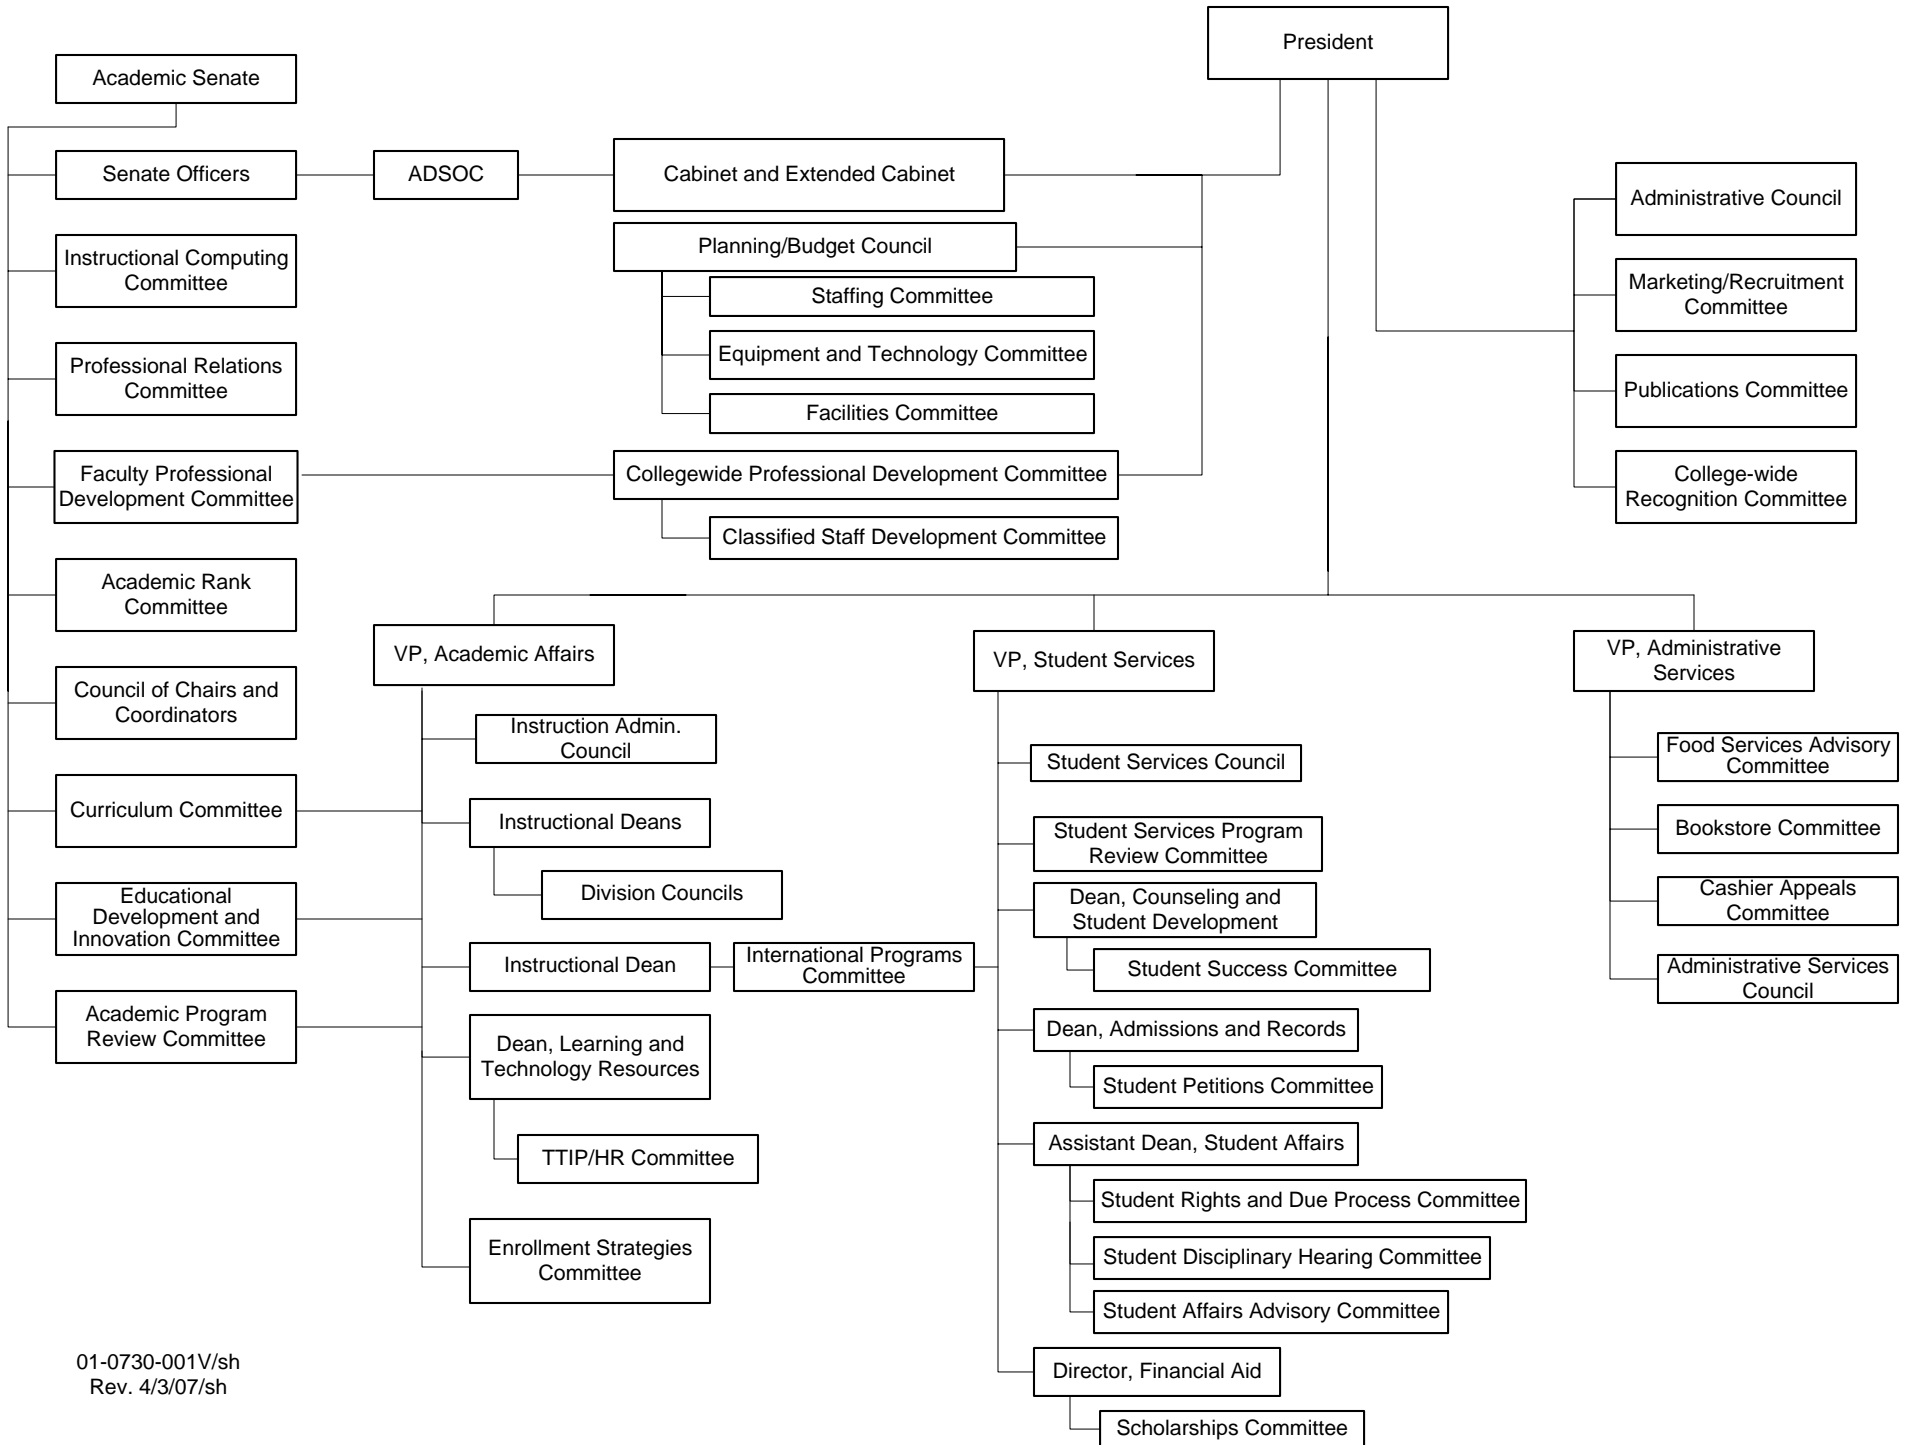 President
Academic Senate
Senate Officers
ADSOC
Cabinet and Extended Cabinet
Administrative Council
Planning/Budget Council
Instructional Computing
Committee
Staffing Committee
Marketing/Recruitment
Committee
Equipment and Technology Committee
Professional Relations
Committee
Publications Committee
Facilities Committee
Faculty Professional
Development Committee
Collegewide Professional Development Committee
College-wide
Recognition Committee
Classified Staff Development Committee
Academic Rank
Committee
VP, Academic Affairs
VP, Student Services
VP, Administrative
Services
Council of Chairs and
Coordinators
Instruction Admin.
Council
Student Services Council
Food Services Advisory
Committee
Curriculum Committee
Instructional Deans
Student Services Program
Review Committee
Bookstore Committee
Division Councils
Dean, Counseling and
Student Development
Cashier Appeals
Committee
Educational
Development and
Innovation Committee
Instructional Dean
International Programs
Committee
Student Success Committee
Administrative Services
Council
Academic Program
Review Committee
Dean, Learning and
Technology Resources
Dean, Admissions and Records
Student Petitions Committee
TTIP/HR Committee
Assistant Dean, Student Affairs
Student Rights and Due Process Committee
Enrollment Strategies
Committee
Student Disciplinary Hearing Committee
Student Affairs Advisory Committee
Director, Financial Aid
Scholarships Committee
01-0730-001V/sh
Rev. 4/3/07/sh